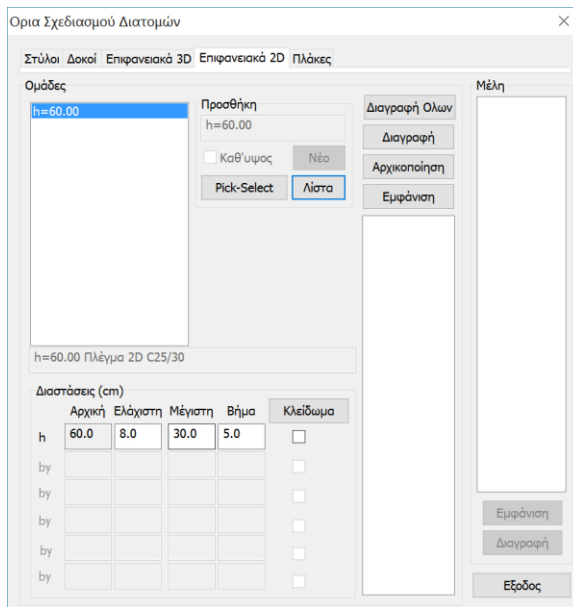 Ορια Σχεδιασμού Διατομών
Στύλοι Δοκοί Επιφανειακά 3D Επιφανειακά 2D Πλάκες
Ομάδες
h=60.00
Προσθήκη
h=60.00
Καθ'υψος Νέο
Pick-Select Λίστα
Διαγραφή Ολων
Διαγραφή
Αρχικοποίηση
Εμφάνιση
Μέλη
h=60.00 Πλέγμα 2D C25/30
Διαστάσεις (cm)
Αρχική Ελάχιστη Μέγιστη Βήμα Κλείδωμα
h 60.0 8.0 30.0 5.0
by
by
by
by
by
Εμφάνιση
Διαγραφή
Εξοδος